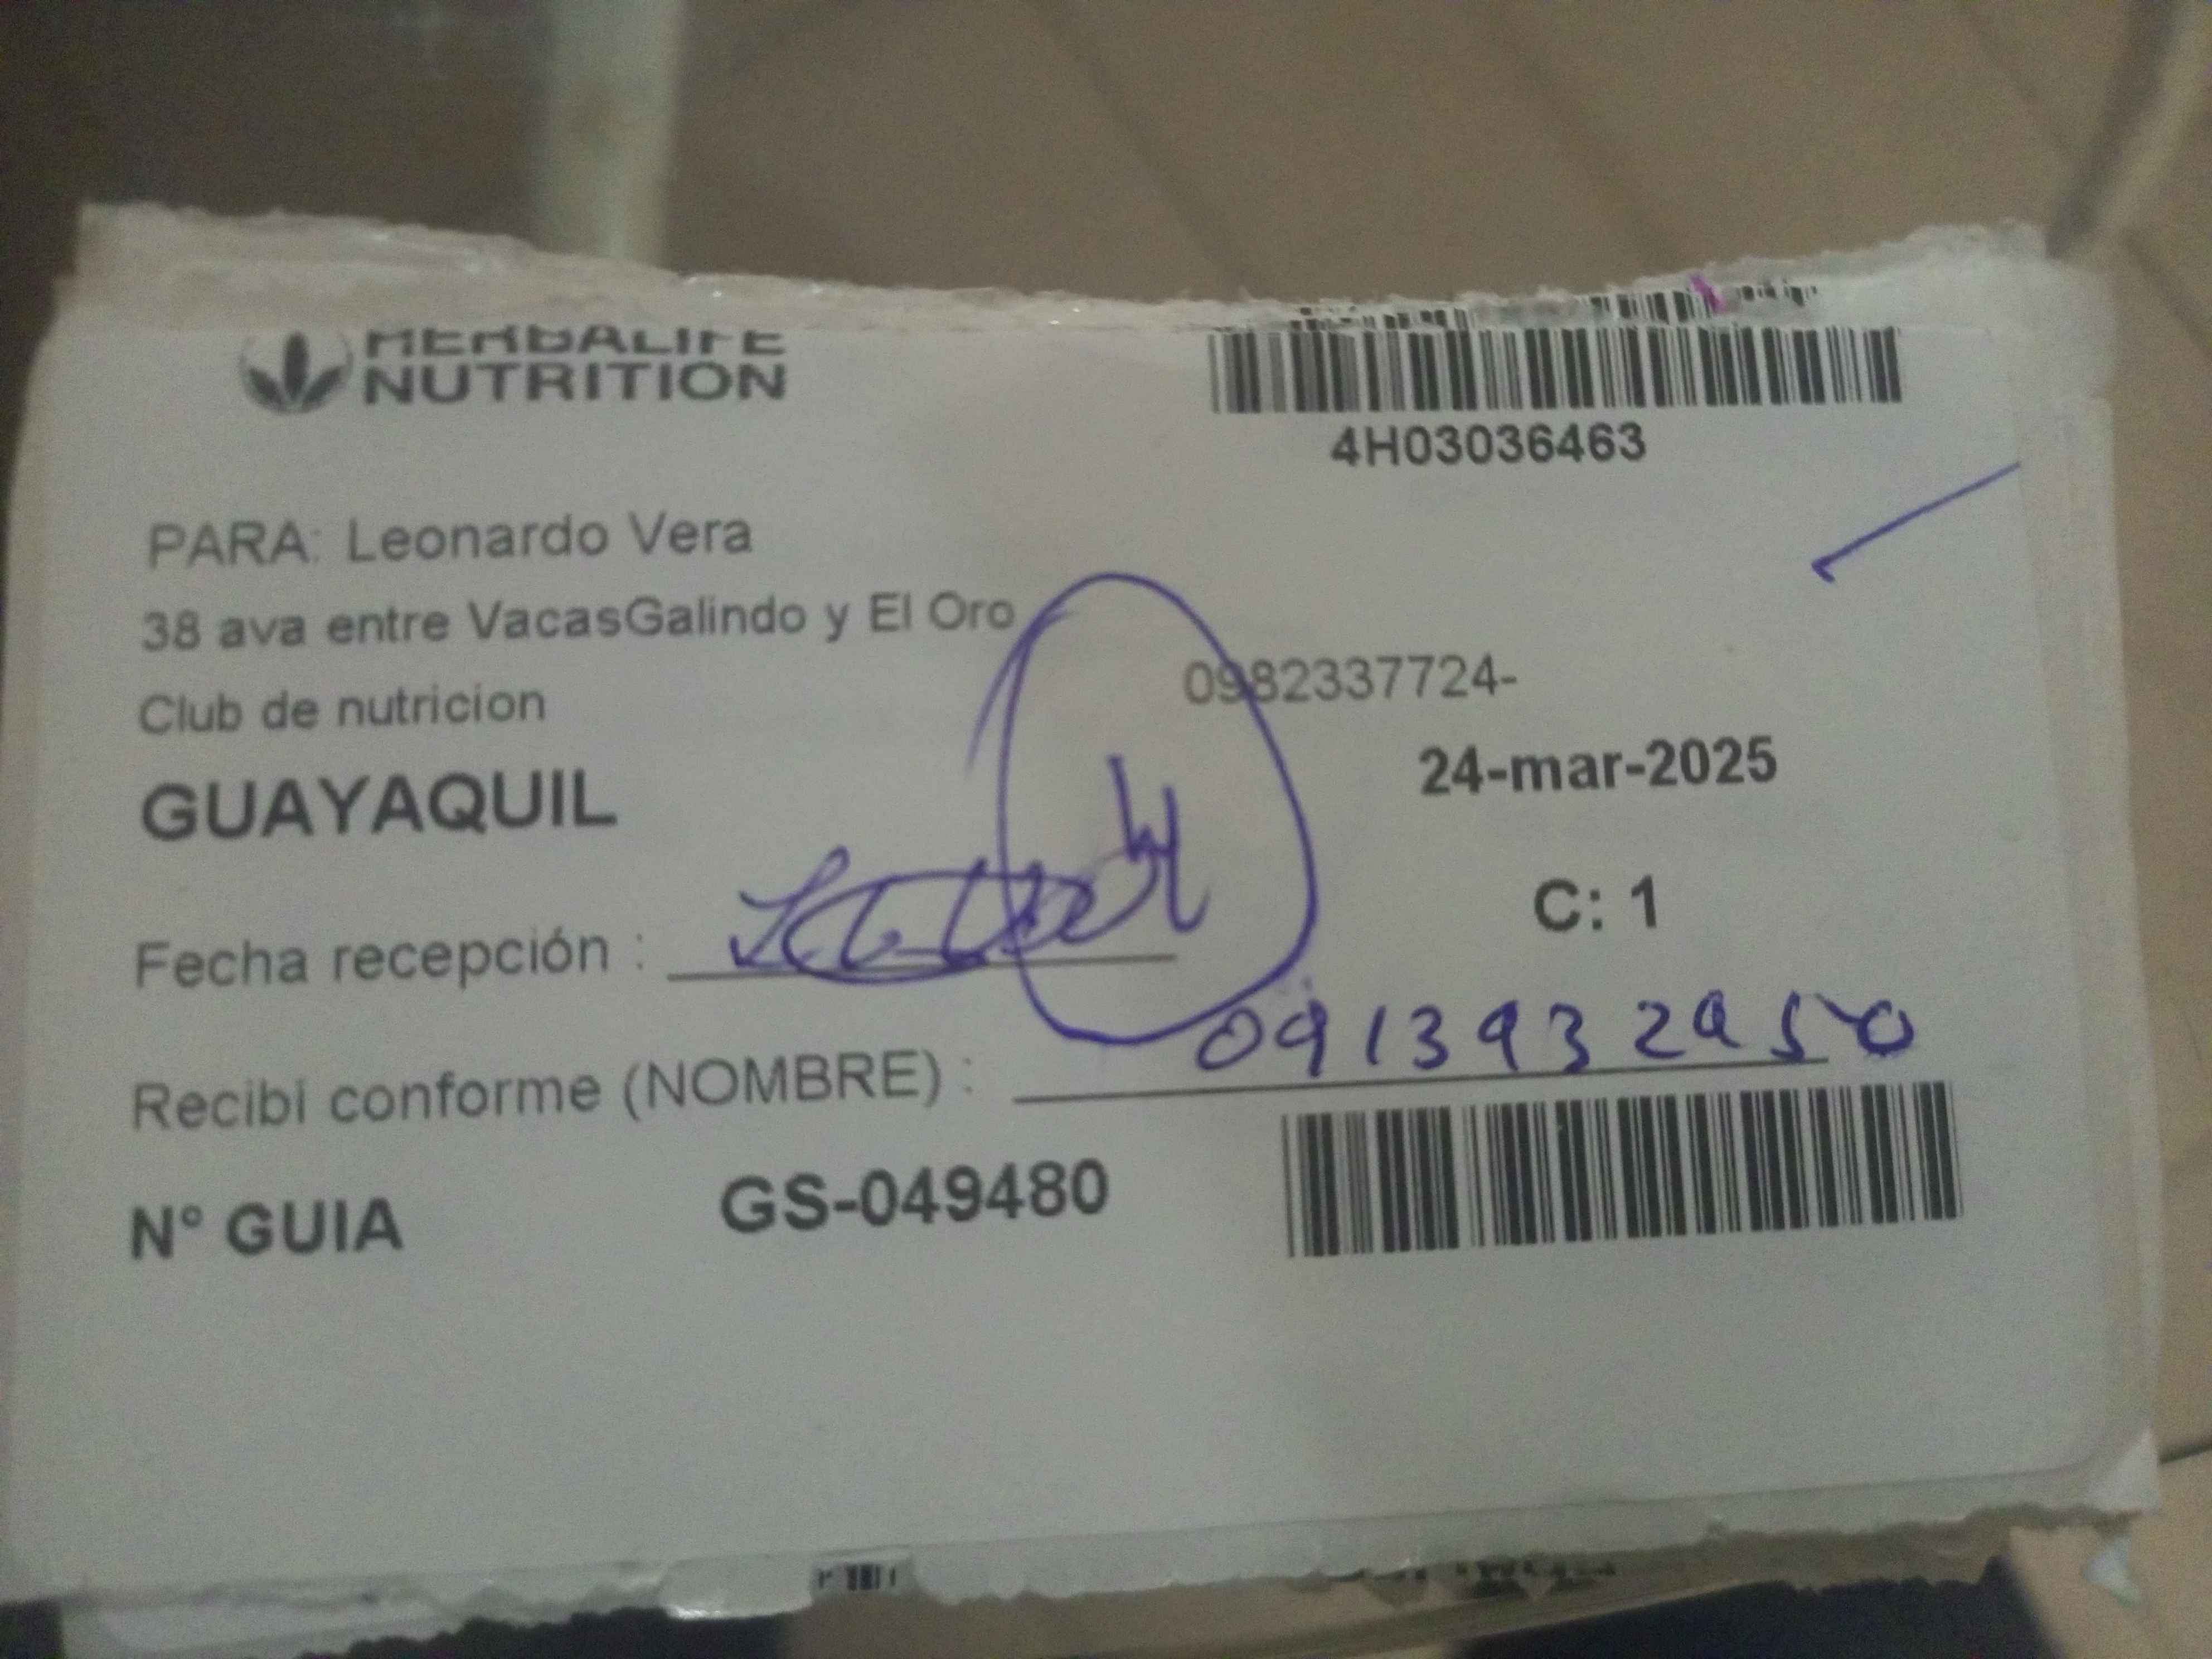 HERBALIFE
NUTRITION
4H03036463
PARA: Leonardo Vera
38 ava entre VacasGalindo y El Oro
0982337724-
Club de nutricion
24-mar-2025
GUAYAQUIL
C: 1
Fecha recepción :
Recibi conforme (NOMBRE) : 0913932950
N° GUIA GS-049480